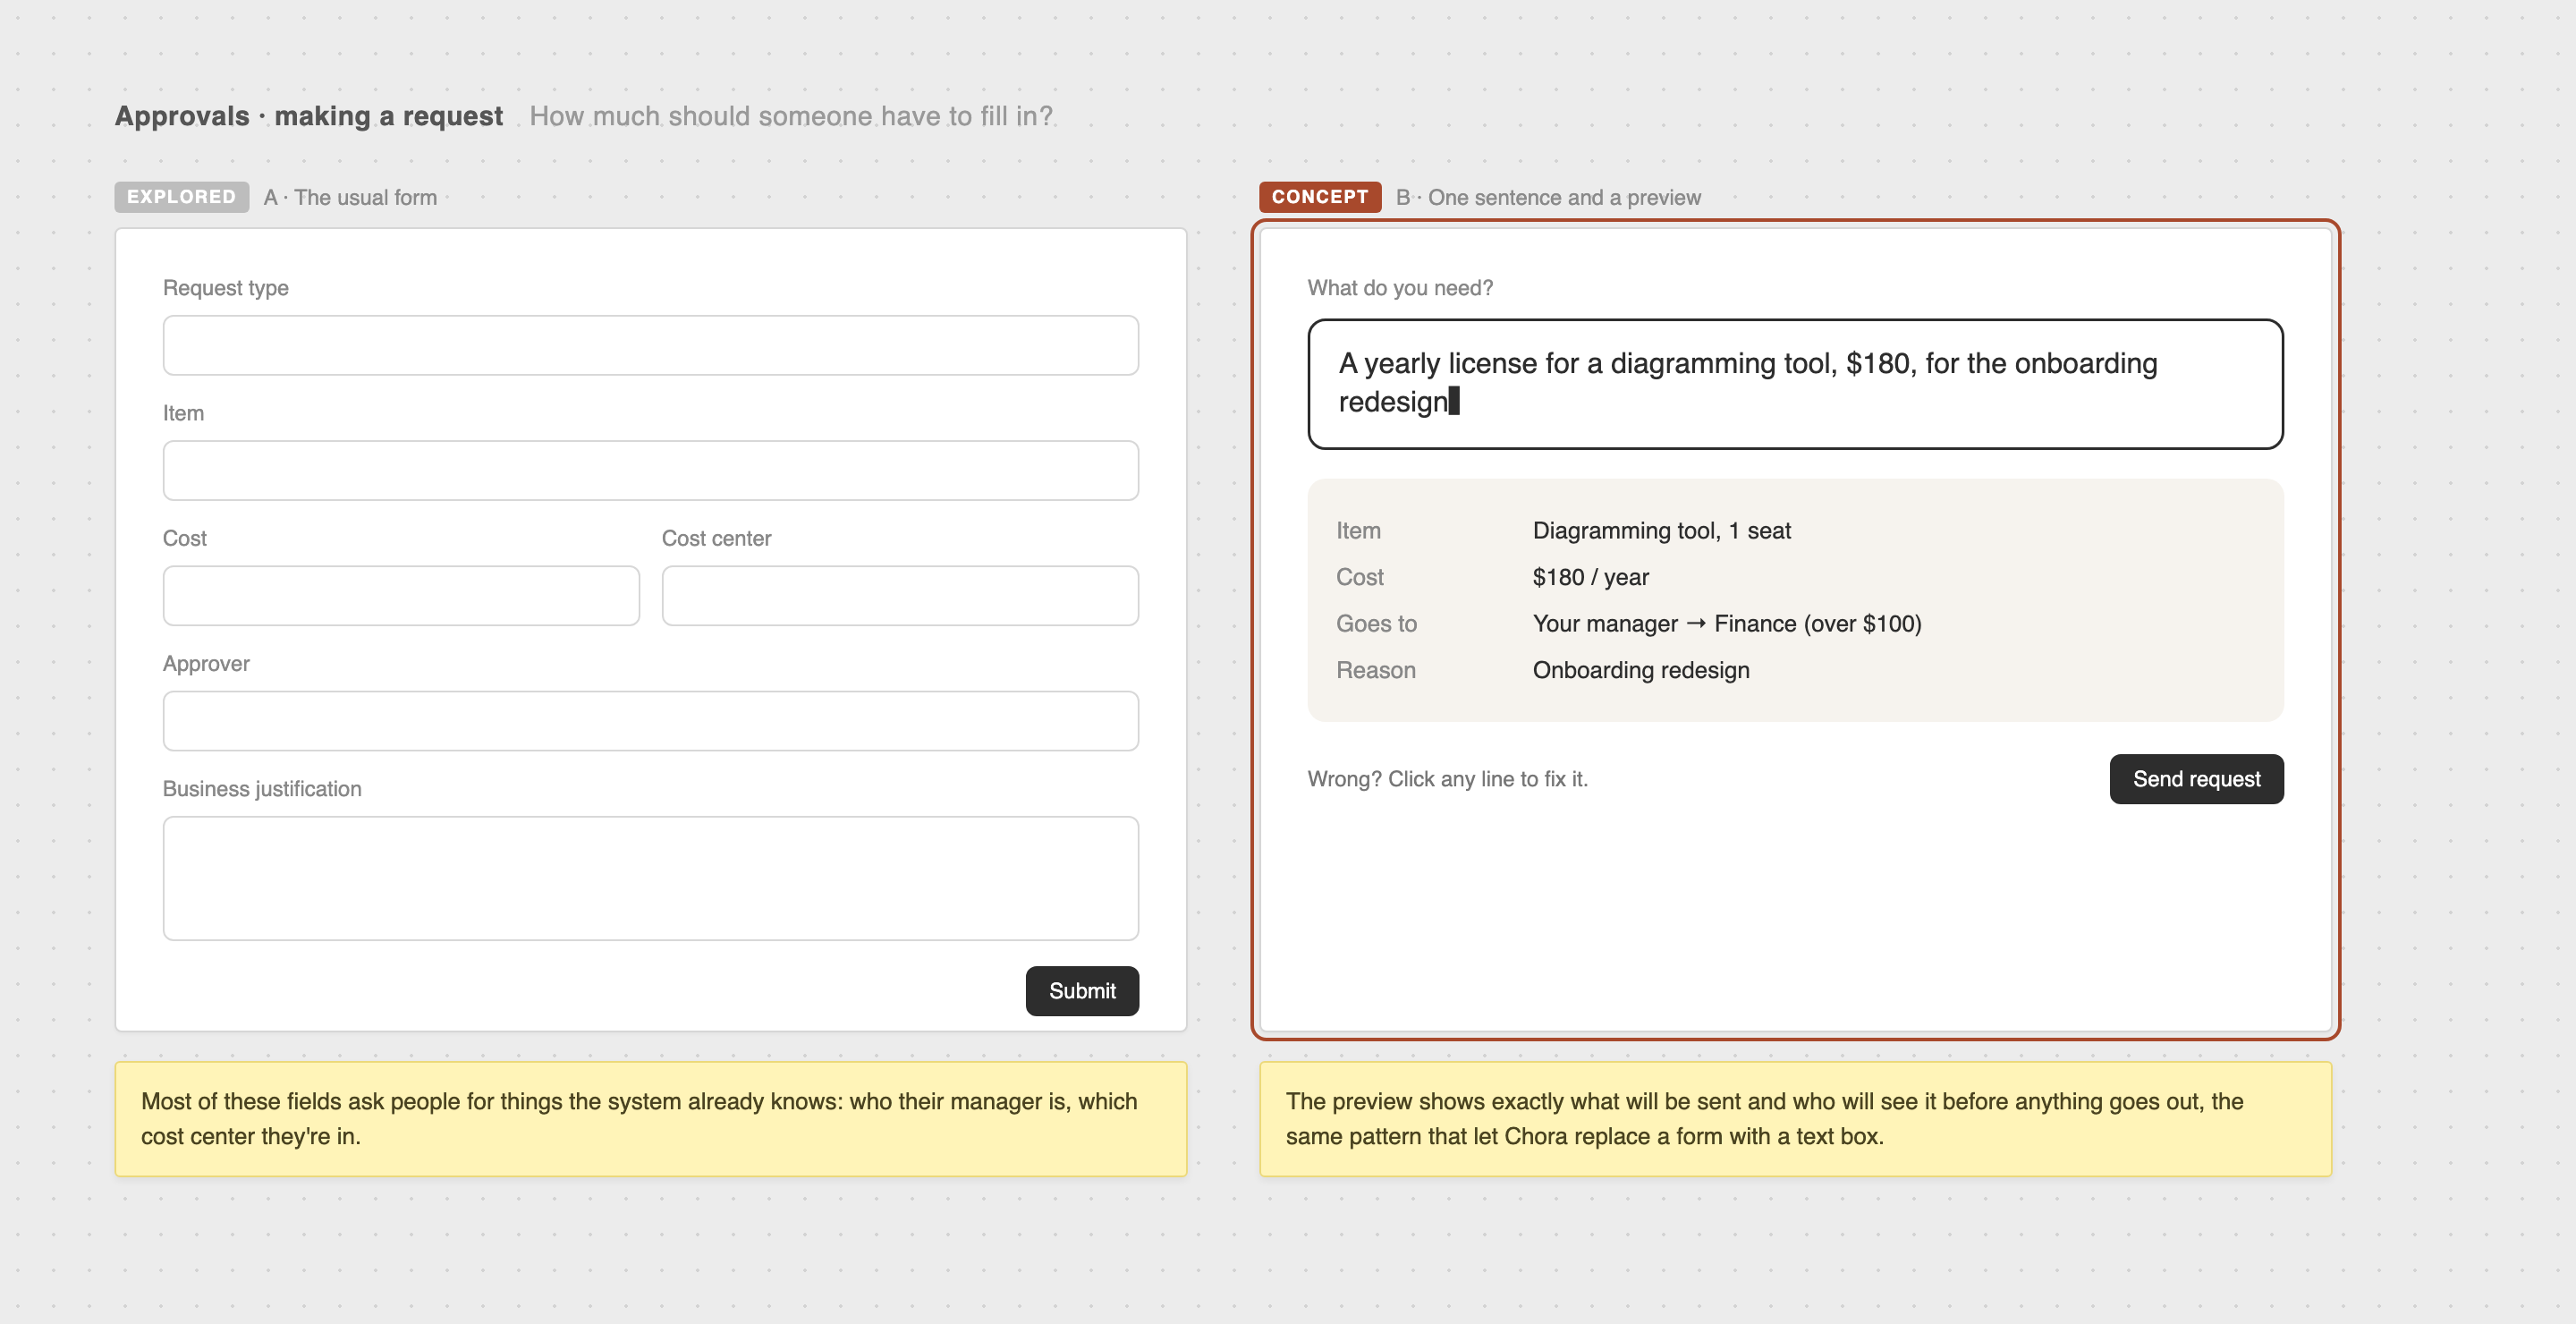 Approvals · making a request How much should someone have to fill in?
EXPLORED A · The usual form
Request type
Item
Cost Cost center
Approver
Business justification
Submit
Most of these fields ask people for things the system already knows: who their manager is, which
cost center they're in.
CONCEPT B · One sentence and a preview
What do you need?
A yearly license for a diagramming tool, $180, for the onboarding
redesign
Item Diagramming tool, 1 seat
Cost $180 / year
Goes to Your manager → Finance (over $100)
Reason Onboarding redesign
Wrong? Click any line to fix it. Send request
The preview shows exactly what will be sent and who will see it before anything goes out, the
same pattern that let Chora replace a form with a text box.